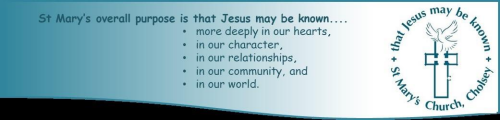 St Mary's overall purpose is that Jesus may be known....
• more deeply in our hearts,
• in our character,
• in our relationships,
• in our community, and
• in our world.
+ that Jesus may be known +
St Mary's Church, Cholsey